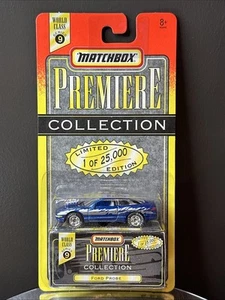 WORLD CLASS
SERIES
9
8+
MATCHBOX
PREMIERE
COLLECTION
LIMITED
1 OF 25,000
EDITION
WORLD CLASS
9
MATCHBOX
PREMIERE
COLLECTION
FORD PROBE